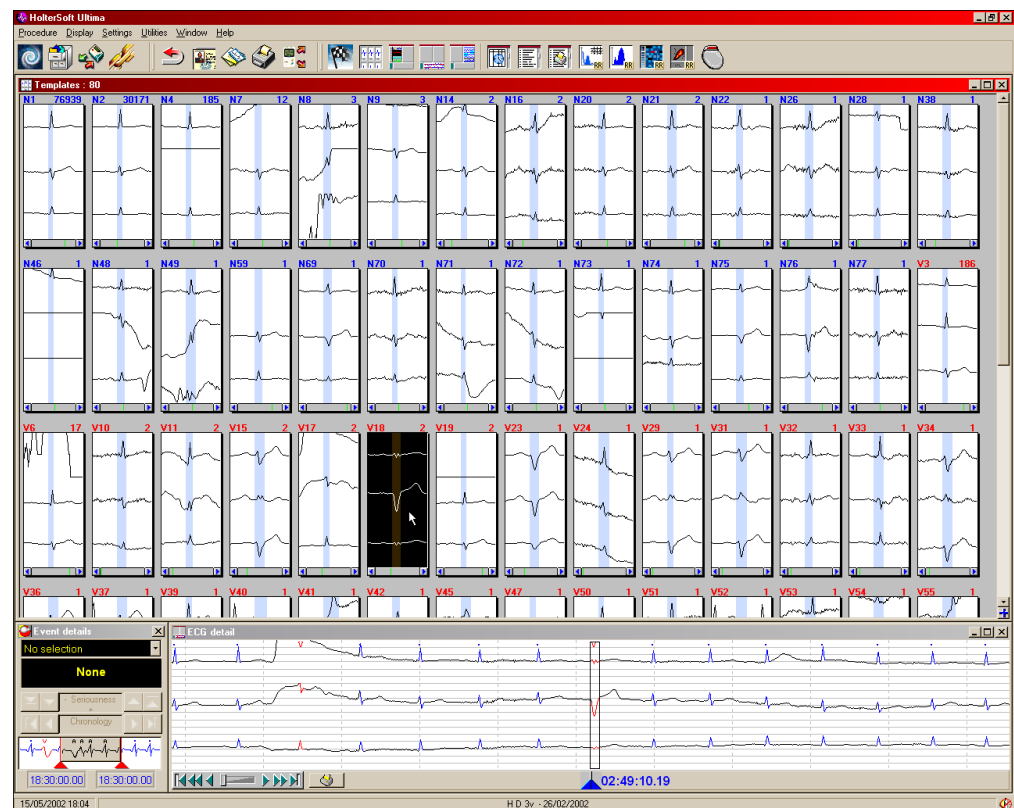 HolterSoft Ultima
Procedure Display Settings Utilities Window Help
RR RR RR RR
Templates : 80
N1 76939 N2 30171 N4 185 N7 12 N8 3 N9 3 N14 2 N16 2 N20 2 N21 2 N22 1 N26 1 N28 1 N38 1
N46 1 N48 1 N49 1 N59 1 N69 1 N70 1 N71 1 N72 1 N73 1 N74 1 N75 1 N76 1 N77 1 V3 186
V6 17 V10 2 V11 2 V15 2 V17 2 V18 2 V19 2 V23 1 V24 1 V29 1 V31 1 V32 1 V33 1 V34 1
V36 1 V37 1 V39 1 V40 1 V41 1 V42 1 V45 1 V47 1 V50 1 V51 1 V52 1 V53 1 V54 1 V55 1
Event details
No selection
None
- Seriousness +
Chronology
V A A A A
18:30:00.00 18:30:00.00
ECG detail
V V
02:49:10.19
15/05/2002 18:04
H D 3v - 26/02/2002